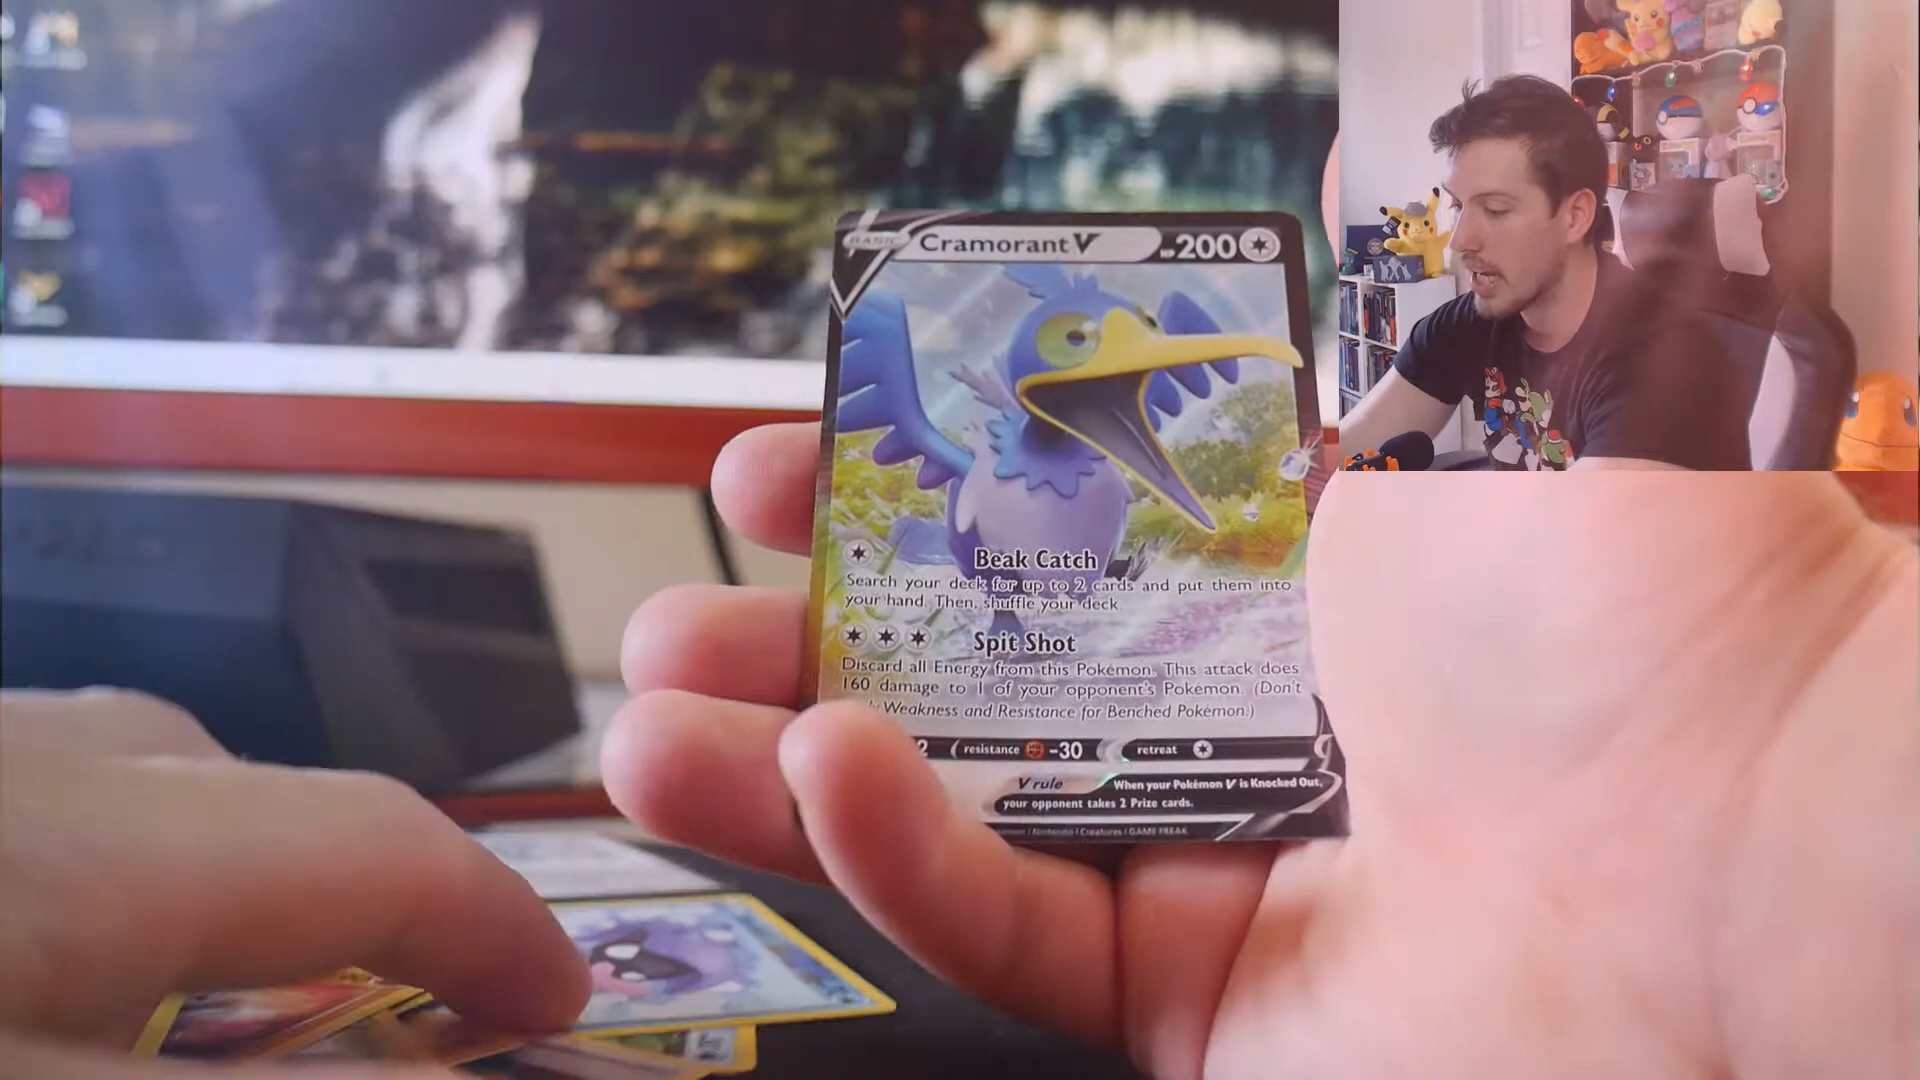 BASIC Cramorant V HP 200
Beak Catch
Search your deck for up to 2 cards and put them into
your hand. Then, shuffle your deck.
Spit Shot
Discard all Energy from this Pokémon. This attack does
160 damage to 1 of your opponent's Pokémon. (Don't
Weakness and Resistance for Benched Pokémon.)
2 resistance -30 retreat
V rule When your Pokémon V is Knocked Out,
your opponent takes 2 Prize cards.
/ Nintendo / Creatures / GAME FREAK